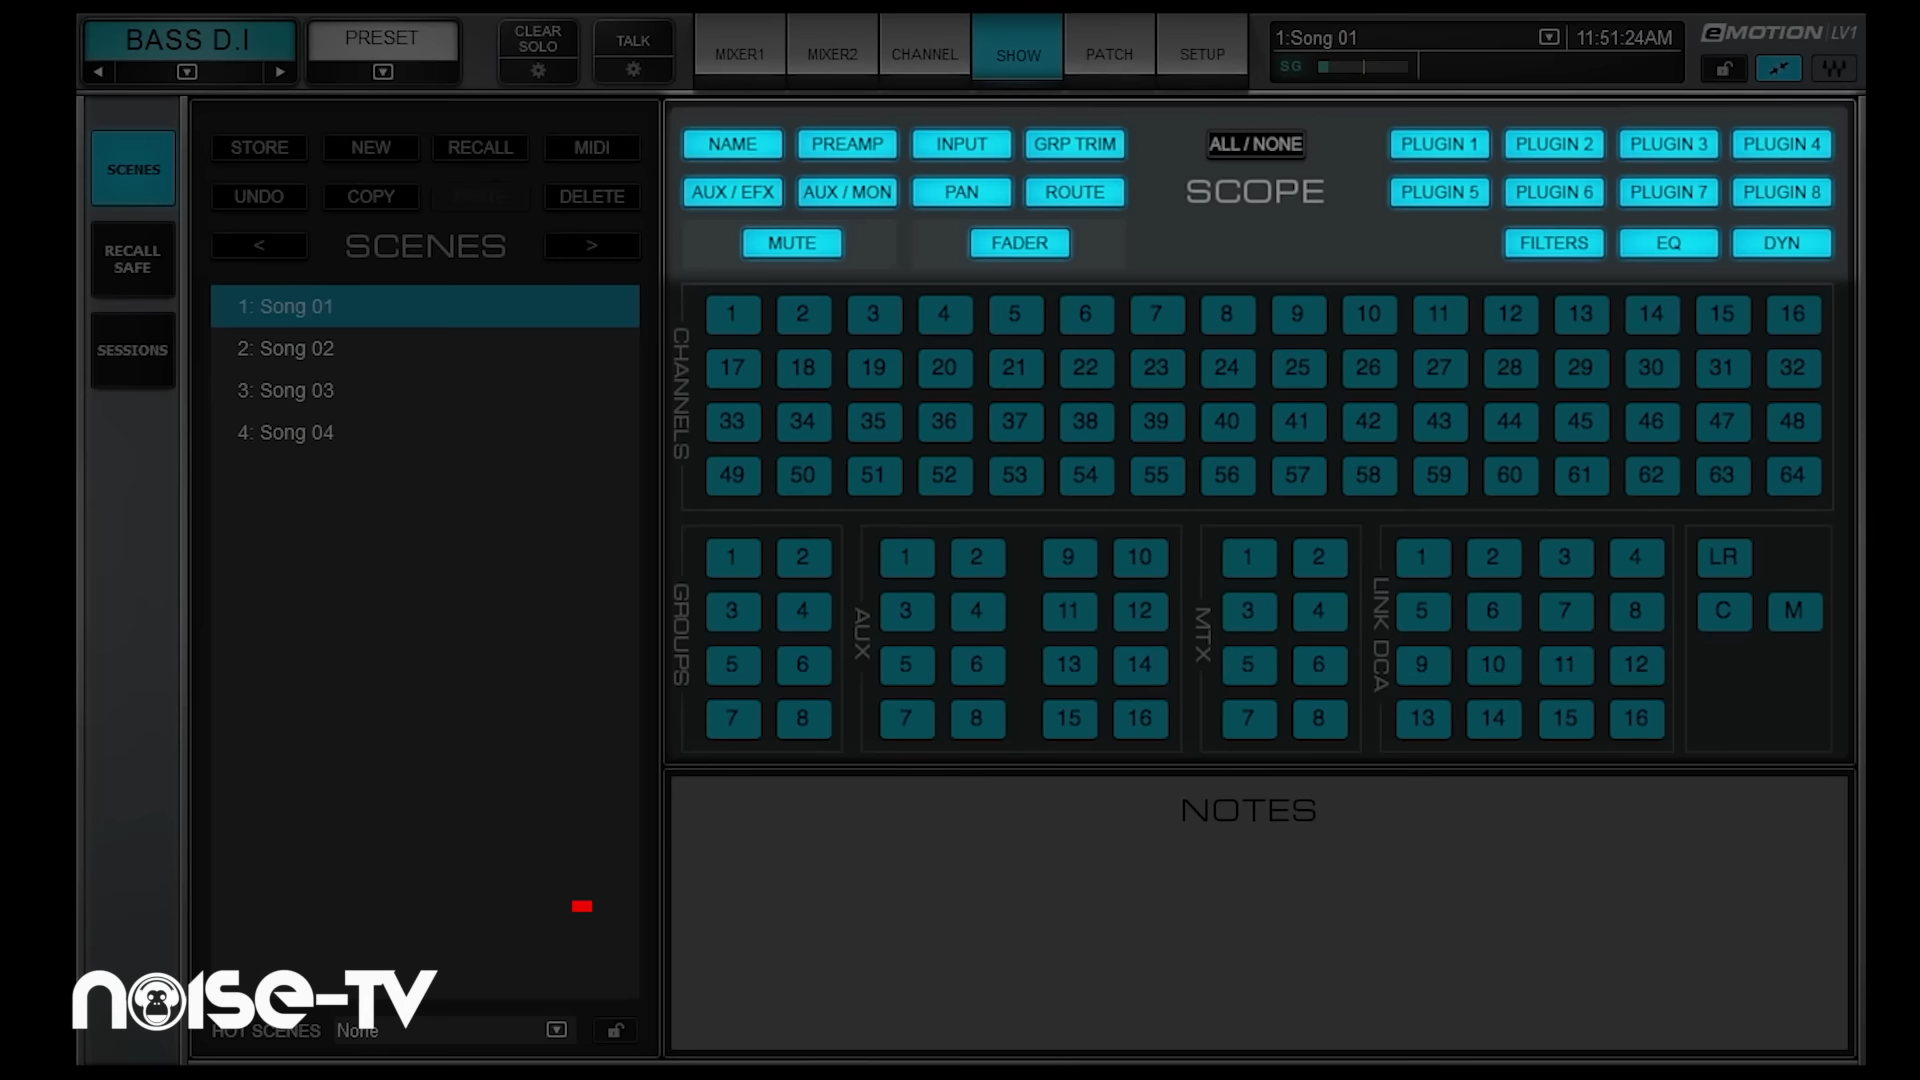 BASS D.I
PRESET
CLEAR SOLO
TALK
MIXER1
MIXER2
CHANNEL
SHOW
PATCH
SETUP
1:Song 01
11:51:24AM
SG
eMOTION LV1
SCENES
RECALL SAFE
SESSIONS
STORE NEW RECALL MIDI
UNDO COPY DELETE
< SCENES >
1: Song 01
2: Song 02
3: Song 03
4: Song 04
HOT SCENES None
NAME PREAMP INPUT GRP TRIM ALL / NONE PLUGIN 1 PLUGIN 2 PLUGIN 3 PLUGIN 4
AUX / EFX AUX / MON PAN ROUTE SCOPE PLUGIN 5 PLUGIN 6 PLUGIN 7 PLUGIN 8
MUTE FADER FILTERS EQ DYN
CHANNELS
1 2 3 4 5 6 7 8 9 10 11 12 13 14 15 16
17 18 19 20 21 22 23 24 25 26 27 28 29 30 31 32
33 34 35 36 37 38 39 40 41 42 43 44 45 46 47 48
49 50 51 52 53 54 55 56 57 58 59 60 61 62 63 64
GROUPS
1 2
3 4
5 6
7 8
AUX
1 2 9 10
3 4 11 12
5 6 13 14
7 8 15 16
MTX
1 2
3 4
5 6
7 8
LINK DCA
1 2 3 4
5 6 7 8
9 10 11 12
13 14 15 16
LR
C M
NOTES
noise-TV